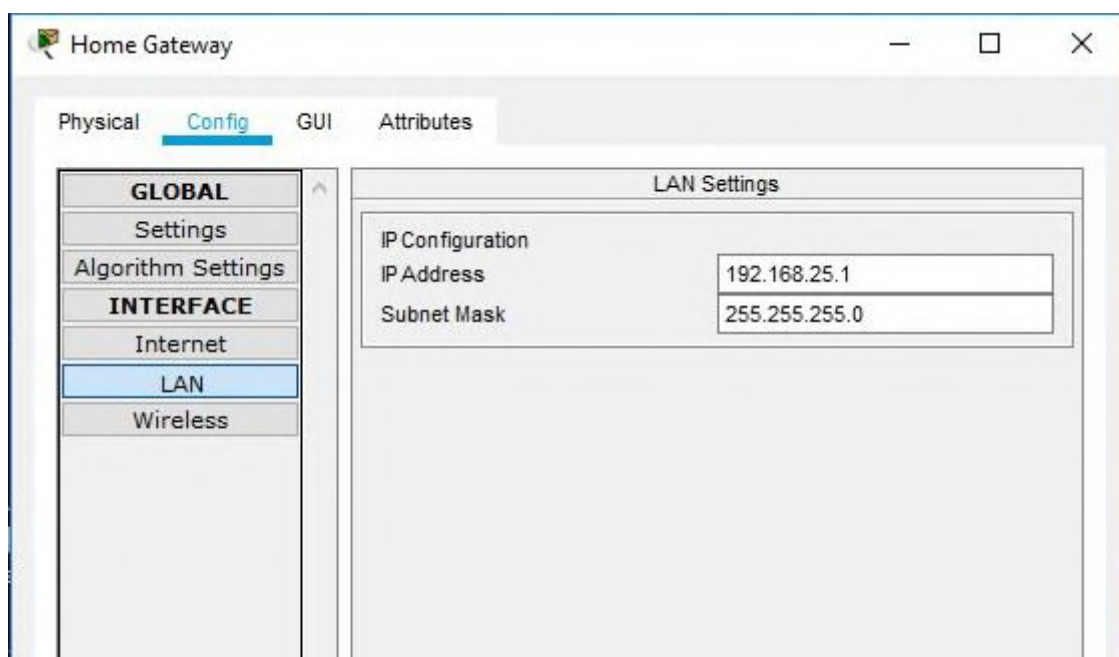 Home Gateway
Physical Config GUI Attributes
GLOBAL
Settings
Algorithm Settings
INTERFACE
Internet
LAN
Wireless
LAN Settings
IP Configuration
IP Address 192.168.25.1
Subnet Mask 255.255.255.0